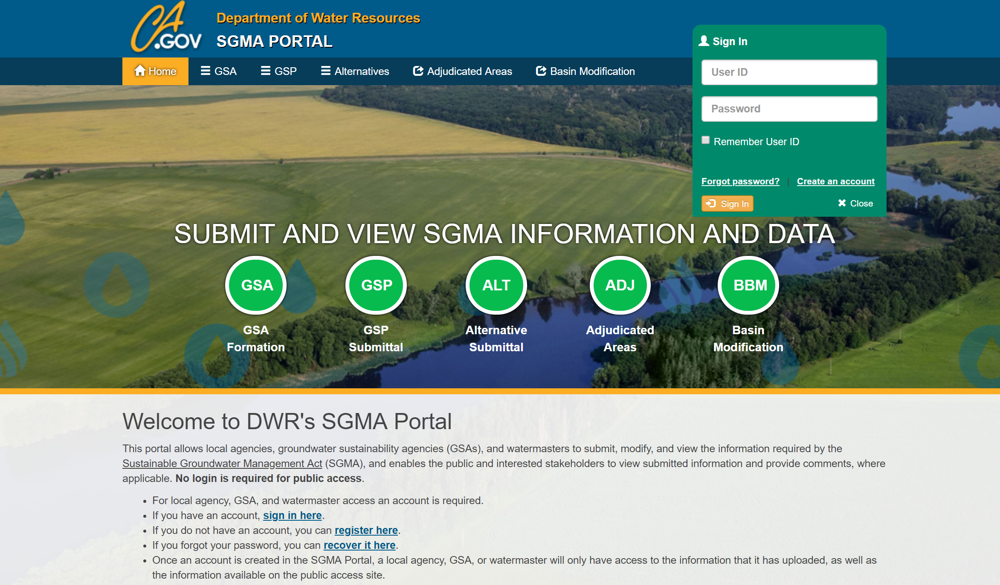 CA.GOV
Department of Water Resources
SGMA PORTAL
Sign In
User ID
Password
Remember User ID
Forgot password? | Create an account
Sign In Close
Home GSA GSP Alternatives Adjudicated Areas Basin Modification
SUBMIT AND VIEW SGMA INFORMATION AND DATA
GSA GSP ALT ADJ BBM
GSA Formation
GSP Submittal
Alternative Submittal
Adjudicated Areas
Basin Modification
Welcome to DWR's SGMA Portal
This portal allows local agencies, groundwater sustainability agencies (GSAs), and watermasters to submit, modify, and view the information required by the
Sustainable Groundwater Management Act (SGMA), and enables the public and interested stakeholders to view submitted information and provide comments, where
applicable. No login is required for public access.
• For local agency, GSA, and watermaster access an account is required.
• If you have an account, sign in here.
• If you do not have an account, you can register here.
• If you forgot your password, you can recover it here.
• Once an account is created in the SGMA Portal, a local agency, GSA, or watermaster will only have access to the information that it has uploaded, as well as
the information available on the public access site.